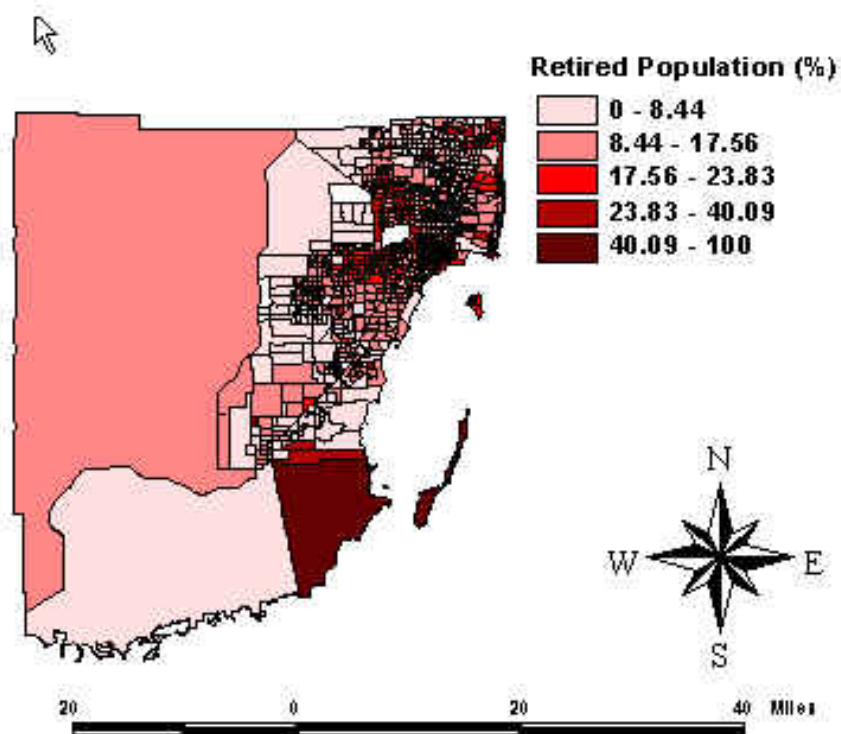 Retired Population (%)
0 - 8.44
8.44 - 17.56
17.56 - 23.83
23.83 - 40.09
40.09 - 100
N
W E
S
20 0 20 40 Miles